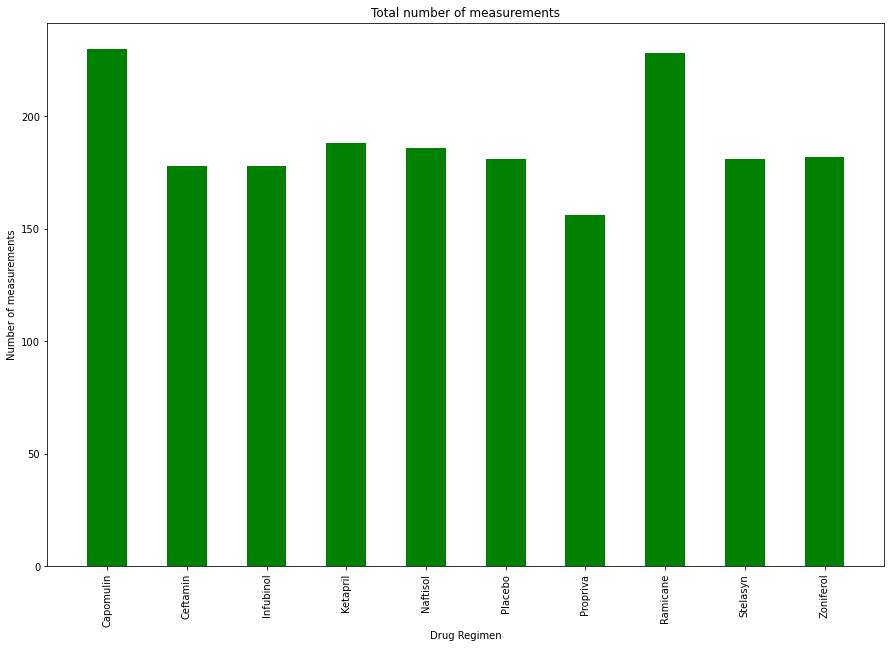 Total number of measurements
Number of measurements
200
150
100
50
0
Capomulin
Ceftamin
Infubinol
Ketapril
Naftisol
Placebo
Propriva
Ramicane
Stelasyn
Zoniferol
Drug Regimen